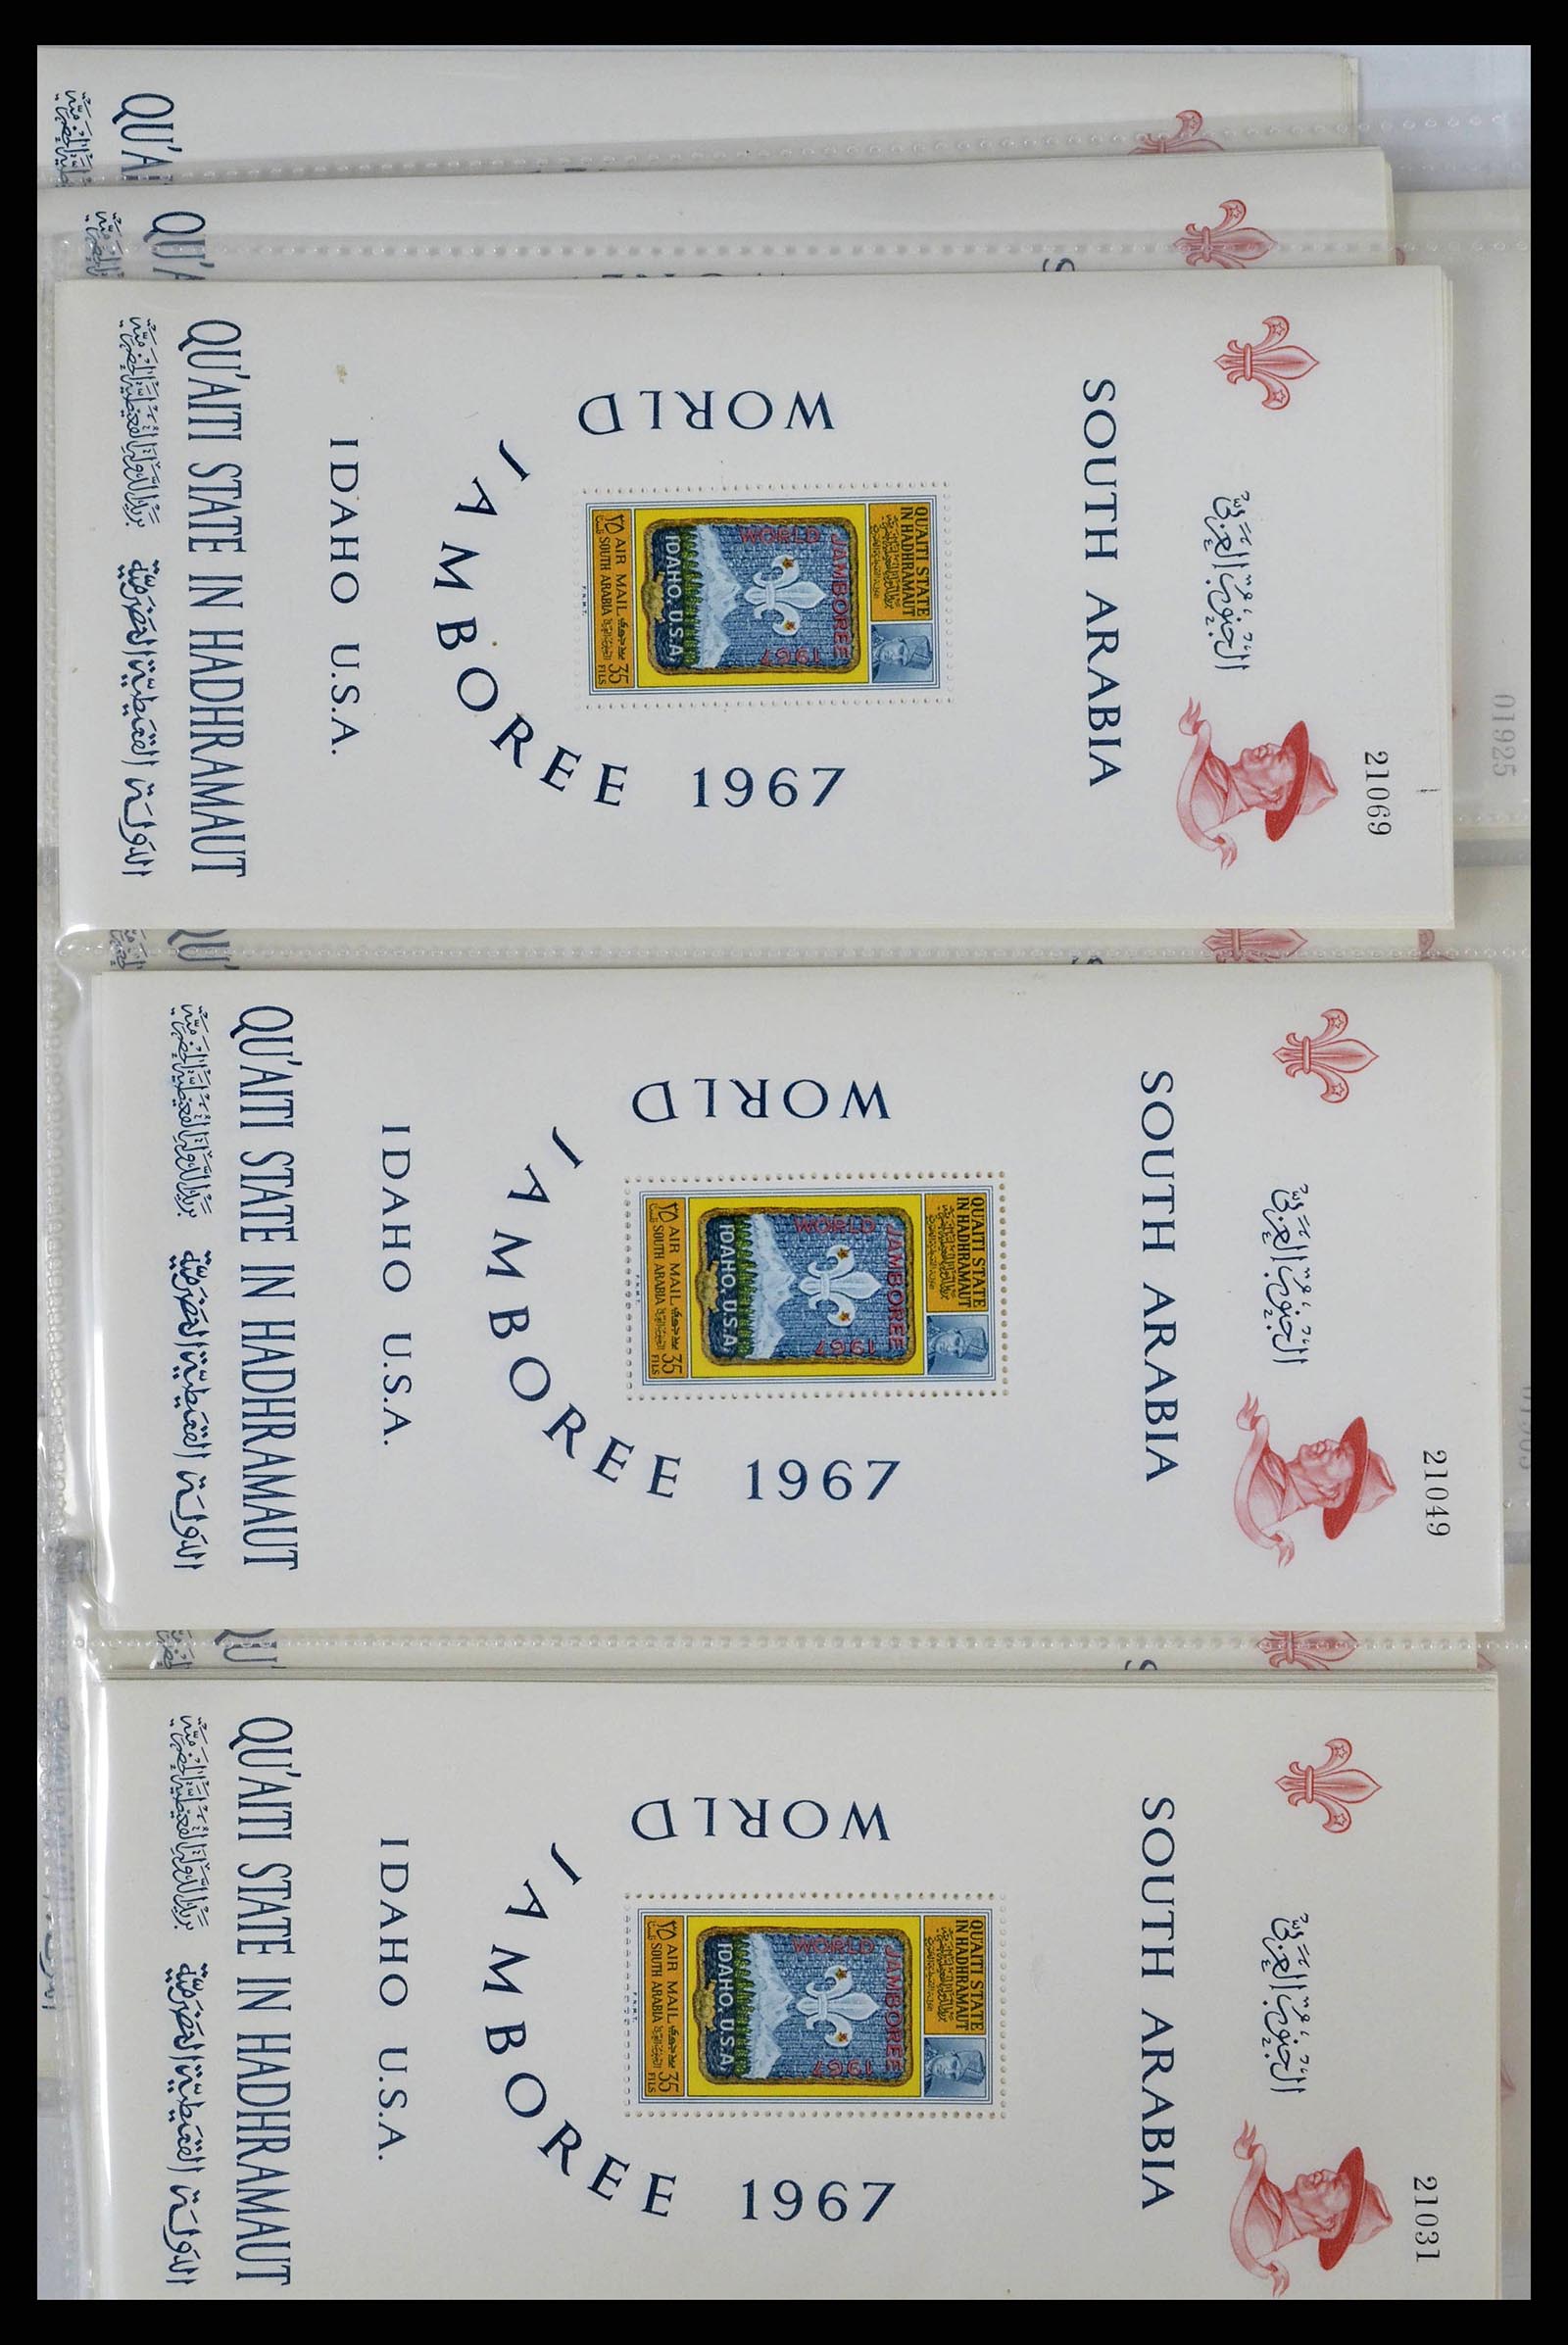 QU'AI
QU'A
21069
SOUTH ARABIA
الجنوب العربي
WORLD JAMBOREE 1967
QUAITI STATE
IN HADHRAMAUT
WORLD JAMBOREE 1967
IDAHO, U.S.A
AIR MAIL 35
SOUTH ARABIA FILS
IDAHO U.S.A.
QU'AITI STATE IN HADHRAMAUT
الدولة القعيطية الحضرمية
01925
21049
SOUTH ARABIA
الجنوب العربي
WORLD JAMBOREE 1967
QUAITI STATE
IN HADHRAMAUT
WORLD JAMBOREE 1967
IDAHO, U.S.A
AIR MAIL 35
SOUTH ARABIA FILS
IDAHO U.S.A.
QU'AITI STATE IN HADHRAMAUT
الدولة القعيطية الحضرمية
21031
SOUTH ARABIA
الجنوب العربي
WORLD JAMBOREE 1967
QUAITI STATE
IN HADHRAMAUT
WORLD JAMBOREE 1967
IDAHO, U.S.A
AIR MAIL 35
SOUTH ARABIA FILS
IDAHO U.S.A.
QU'AITI STATE IN HADHRAMAUT
الدولة القعيطية الحضرمية